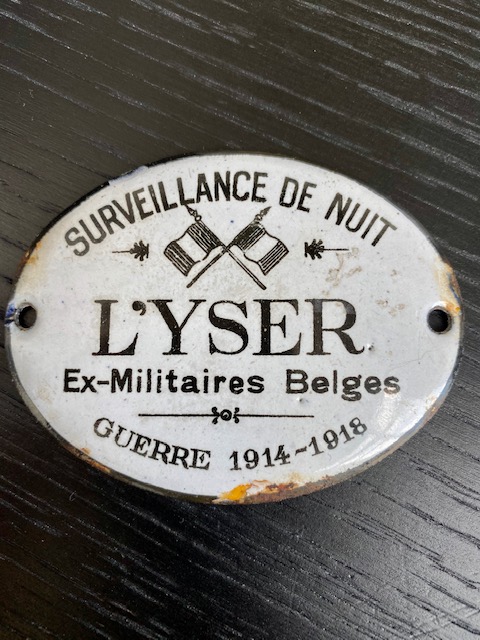 SURVEILLANCE DE NUIT
L'YSER
Ex-Militaires Belges
GUERRE 1914-1918